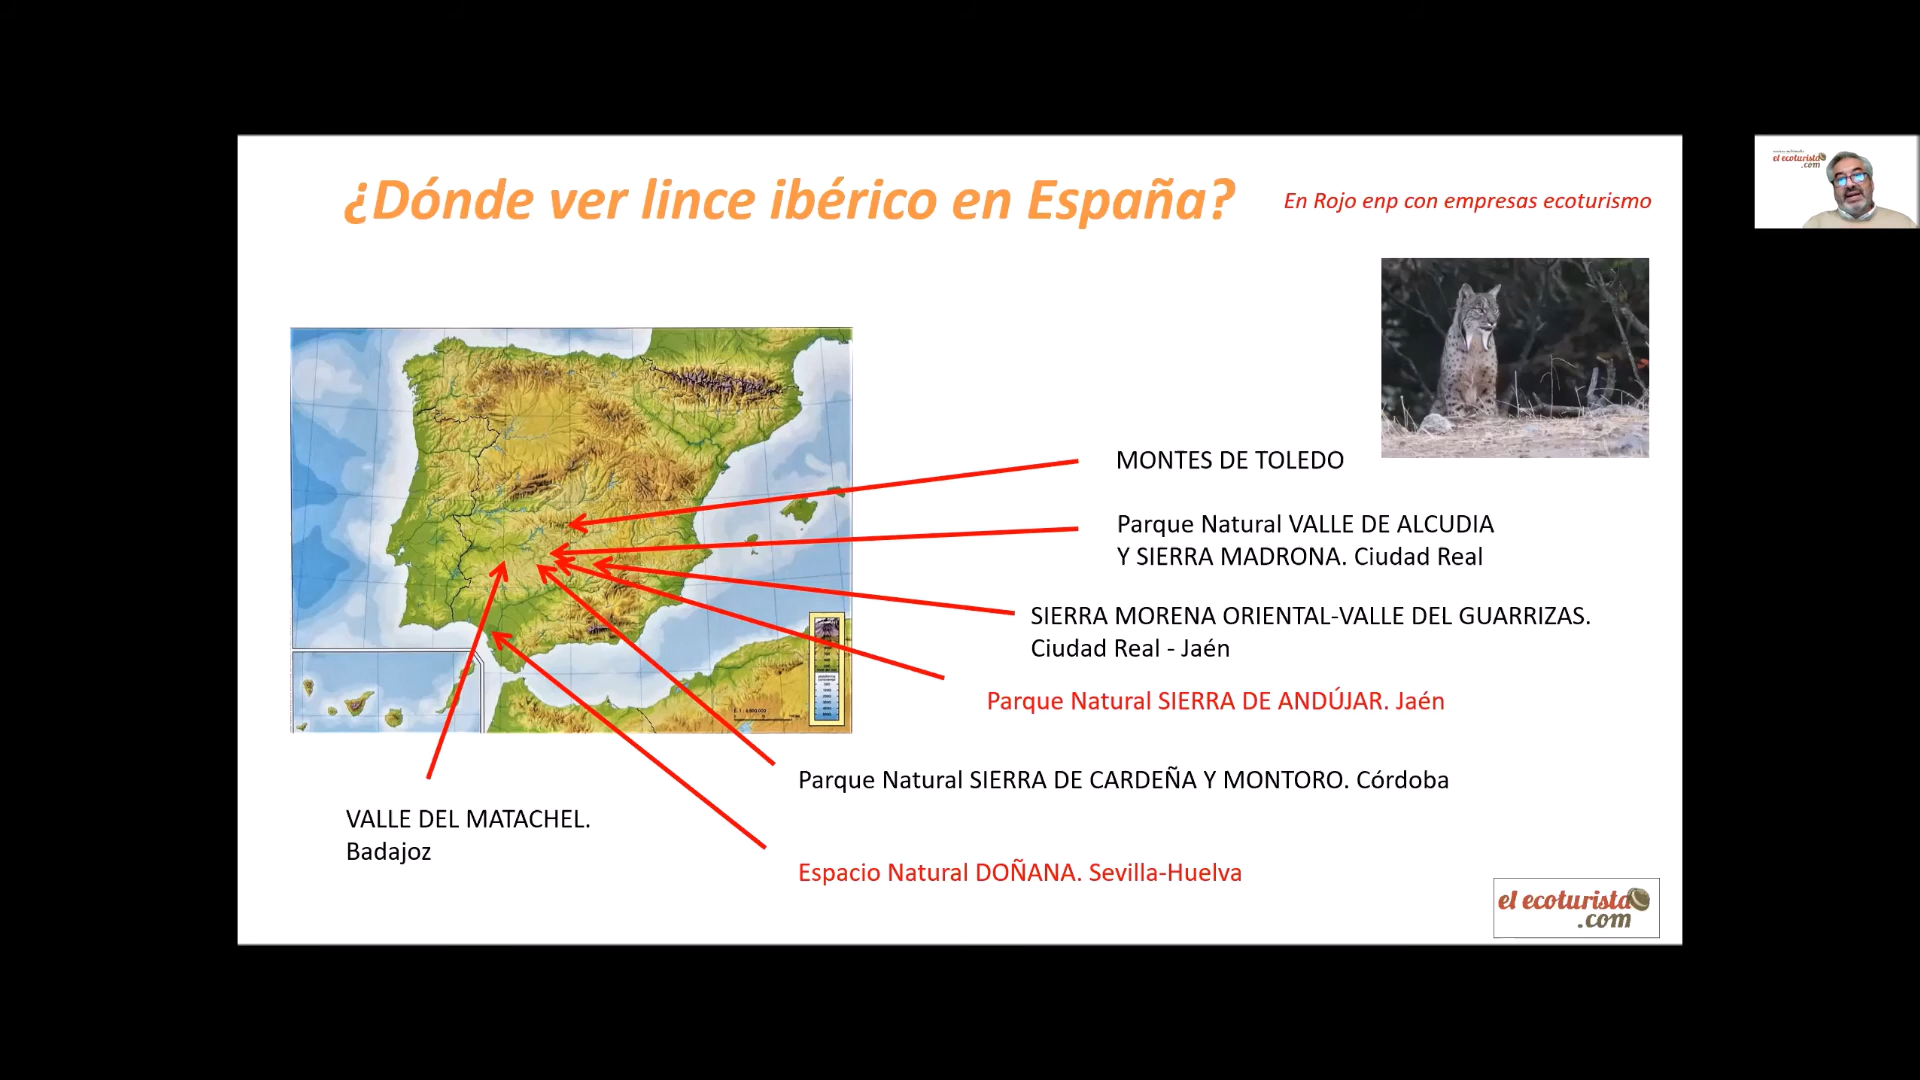 ¿Dónde ver lince ibérico en España?
En Rojo enp con empresas ecoturismo
el ecoturista
.com
MONTES DE TOLEDO
Parque Natural VALLE DE ALCUDIA
Y SIERRA MADRONA. Ciudad Real
SIERRA MORENA ORIENTAL-VALLE DEL GUARRIZAS.
Ciudad Real - Jaén
Parque Natural SIERRA DE ANDÚJAR. Jaén
Parque Natural SIERRA DE CARDEÑA Y MONTORO. Córdoba
VALLE DEL MATACHEL.
Badajoz
Espacio Natural DOÑANA. Sevilla-Huelva
el ecoturista
.com